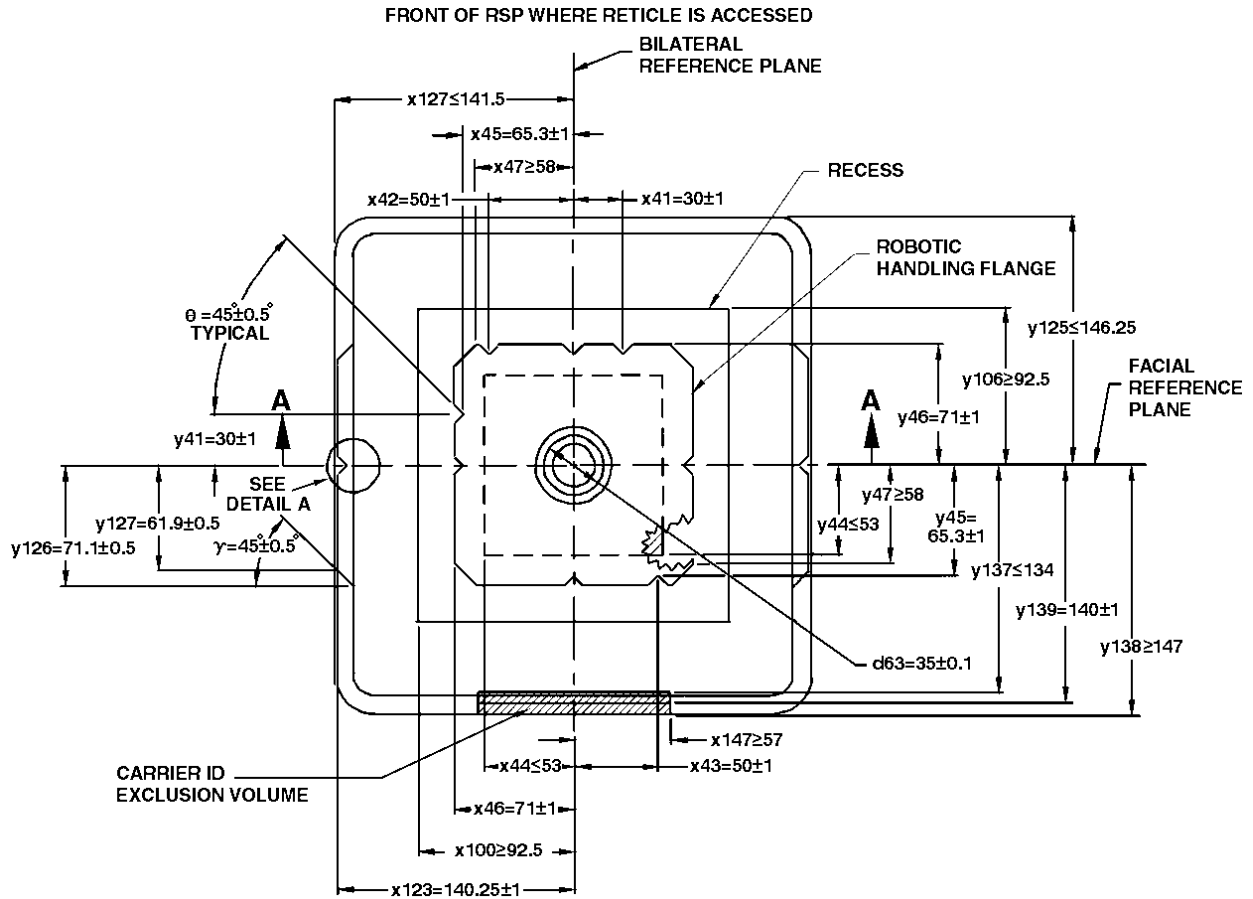 FRONT OF RSP WHERE RETICLE IS ACCESSED
BILATERAL
REFERENCE PLANE
x127≤141.5
x45=65.3±1
x47≥58
RECESS
x42=50±1
x41=30±1
ROBOTIC
HANDLING FLANGE
θ=45°±0.5°
TYPICAL
y125≤146.25
FACIAL
REFERENCE
PLANE
y106≥92.5
A
A
y46=71±1
y41=30±1
SEE
DETAIL A
y47≥58
y127=61.9±0.5
y44≤53
y45=
65.3±1
y126=71.1±0.5
γ=45°±0.5°
y137≤134
y139=140±1
y138≥147
d63=35±0.1
x147≥57
CARRIER ID
EXCLUSION VOLUME
x44≤53
x43=50±1
x46=71±1
x100≥92.5
x123=140.25±1